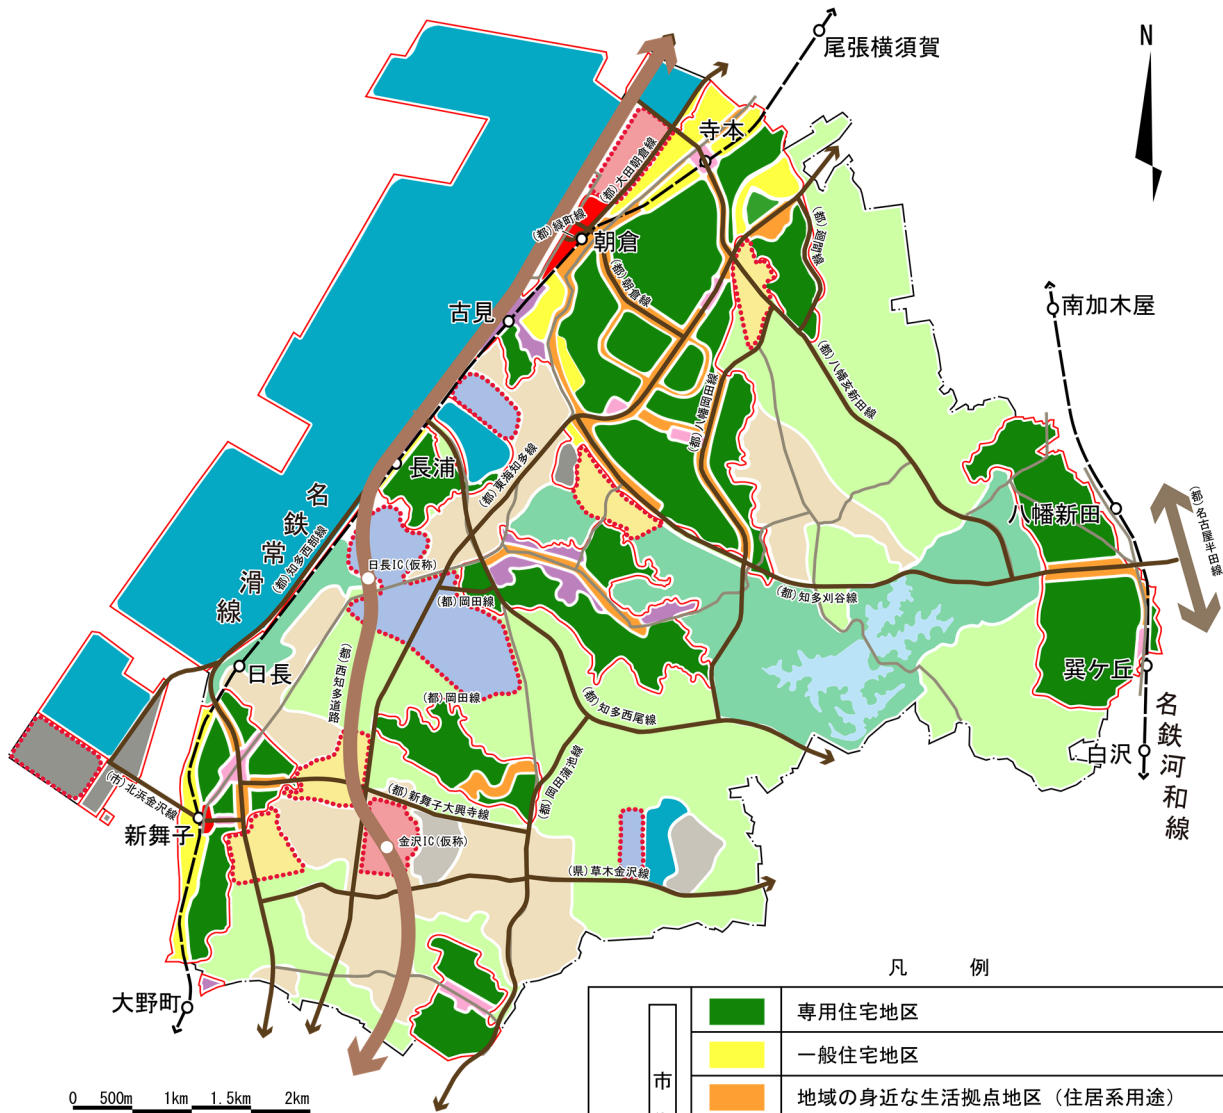 尾張横須賀
N
寺本
(都)大田朝倉線
(都)緑町線
朝倉
(都)廻間線
(都)朝倉線
南加木屋
古見
(都)八幡亥新田線
(都)八幡岡田線
長浦
(都)東海知多線
名鉄常滑線
(都)知多西部線
八幡新田
(都)名古屋半田線
日長IC(仮称)
(都)岡田線
(都)知多刈谷線
日長
(都)西知多道路
(都)岡田線
(都)知多西尾線
巽ケ丘
名鉄河和線
白沢
(市)北浜金沢線
(都)新舞子大興寺線
(都)岡田蒲池線
新舞子
金沢IC(仮称)
(県)草木金沢線
大野町
凡 例
専用住宅地区
一般住宅地区
市
地域の身近な生活拠点地区(住居系用途)
0 500m 1km 1.5km 2km